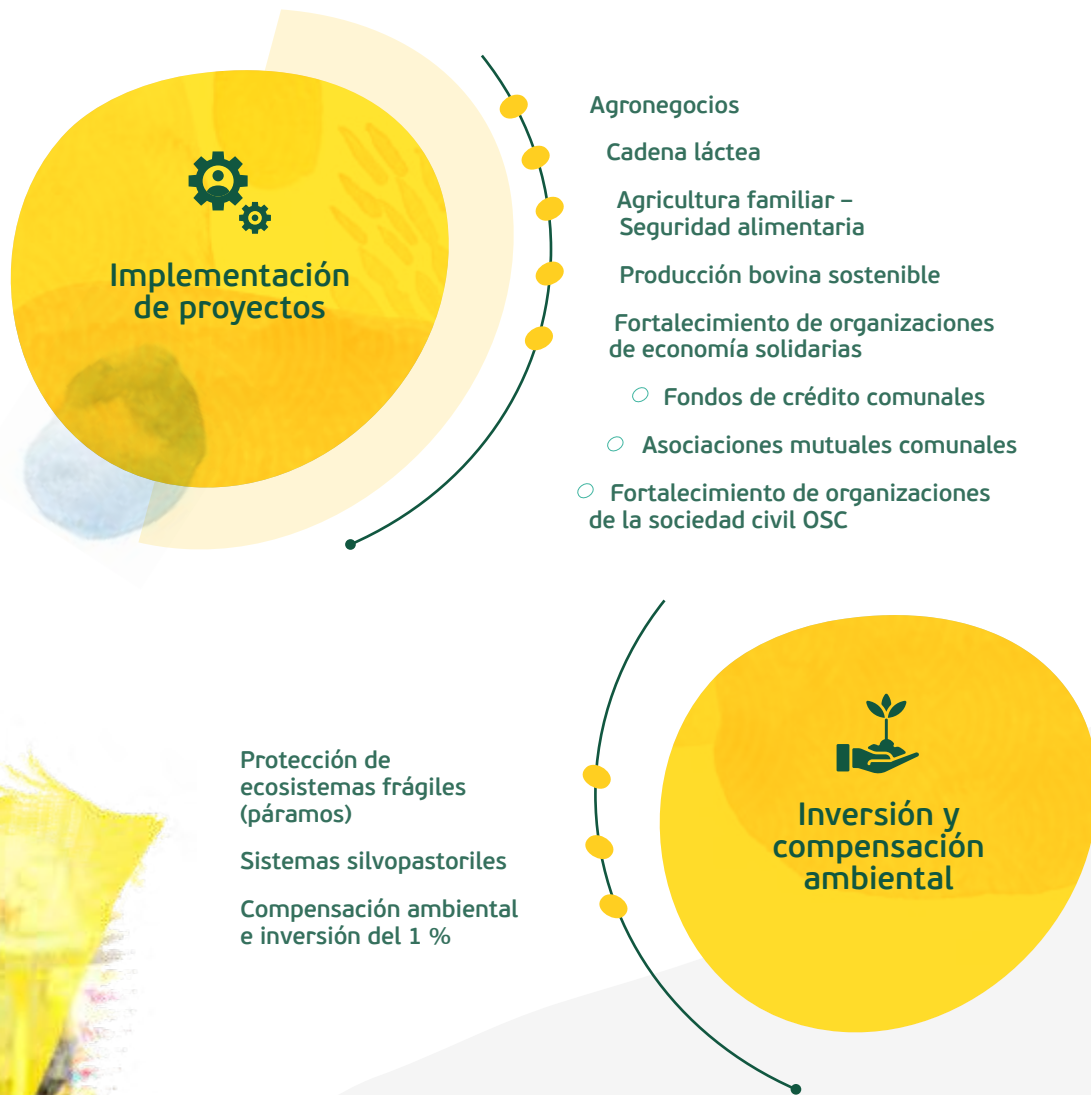 Implementación
de proyectos
Agronegocios
Cadena láctea
Agricultura familiar –
Seguridad alimentaria
Producción bovina sostenible
Fortalecimiento de organizaciones
de economía solidarias
Fondos de crédito comunales
Asociaciones mutuales comunales
Fortalecimiento de organizaciones
de la sociedad civil OSC
Inversión y
compensación
ambiental
Protección de
ecosistemas frágiles
(páramos)
Sistemas silvopastoriles
Compensación ambiental
e inversión del 1 %